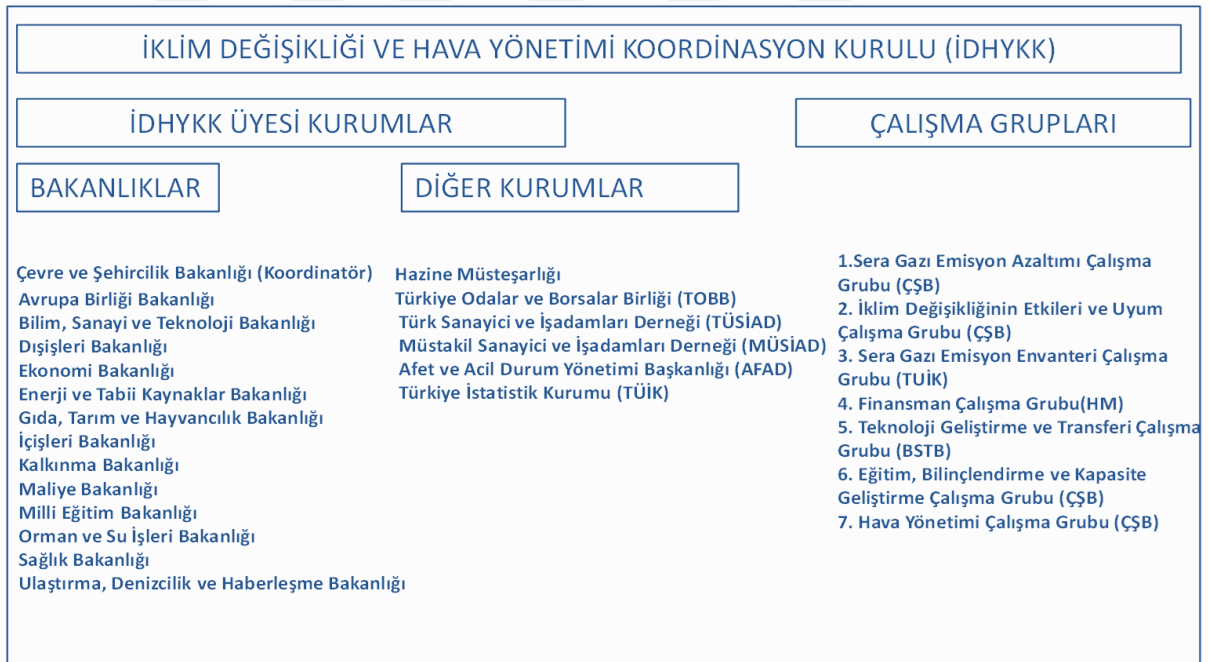 İKLİM DEĞİŞİKLİĞİ VE HAVA YÖNETİMİ KOORDİNASYON KURULU (İDHYKK)
İDHYKK ÜYESİ KURUMLAR
ÇALIŞMA GRUPLARI
BAKANLIKLAR
DİĞER KURUMLAR
Çevre ve Şehircilik Bakanlığı (Koordinatör)
Avrupa Birliği Bakanlığı
Bilim, Sanayi ve Teknoloji Bakanlığı
Dışişleri Bakanlığı
Ekonomi Bakanlığı
Enerji ve Tabii Kaynaklar Bakanlığı
Gıda, Tarım ve Hayvancılık Bakanlığı
İçişleri Bakanlığı
Kalkınma Bakanlığı
Maliye Bakanlığı
Milli Eğitim Bakanlığı
Orman ve Su İşleri Bakanlığı
Sağlık Bakanlığı
Ulaştırma, Denizcilik ve Haberleşme Bakanlığı
Hazine Müsteşarlığı
Türkiye Odalar ve Borsalar Birliği (TOBB)
Türk Sanayici ve İşadamları Derneği (TÜSİAD)
Müstakil Sanayici ve İşadamları Derneği (MÜSİAD)
Afet ve Acil Durum Yönetimi Başkanlığı (AFAD)
Türkiye İstatistik Kurumu (TÜİK)
1.Sera Gazı Emisyon Azaltımı Çalışma
Grubu (ÇŞB)
2. İklim Değişikliğinin Etkileri ve Uyum
Çalışma Grubu (ÇŞB)
3. Sera Gazı Emisyon Envanteri Çalışma
Grubu (TUİK)
4. Finansman Çalışma Grubu(HM)
5. Teknoloji Geliştirme ve Transferi Çalışma
Grubu (BSTB)
6. Eğitim, Bilinçlendirme ve Kapasite
Geliştirme Çalışma Grubu (ÇŞB)
7. Hava Yönetimi Çalışma Grubu (ÇŞB)